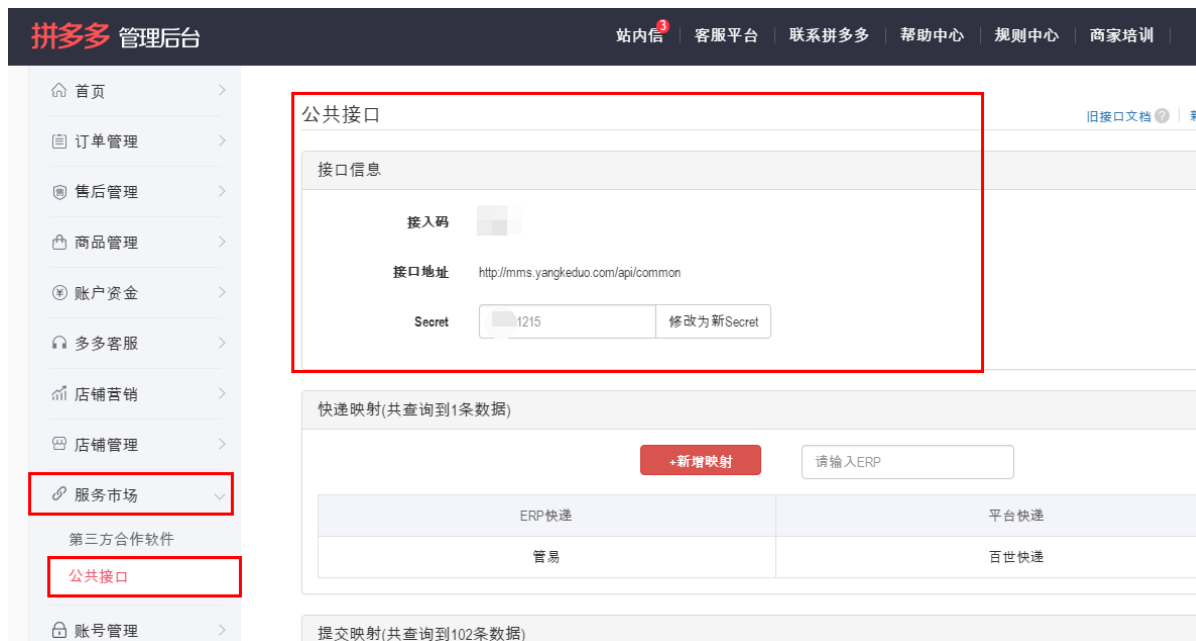 拼多多 管理后台
站内信 3 客服平台 联系拼多多 帮助中心 规则中心 商家培训
首页
订单管理
售后管理
商品管理
账户资金
多多客服
店铺营销
店铺管理
服务市场
第三方合作软件
公共接口
账号管理
公共接口
旧接口文档
接口信息
接入码
接口地址 http://mms.yangkeduo.com/api/common
Secret 1215 修改为新Secret
快递映射(共查询到1条数据)
+新增映射 请输入ERP
ERP快递 平台快递
管易 百世快递
提交映射(共查询到102条数据)